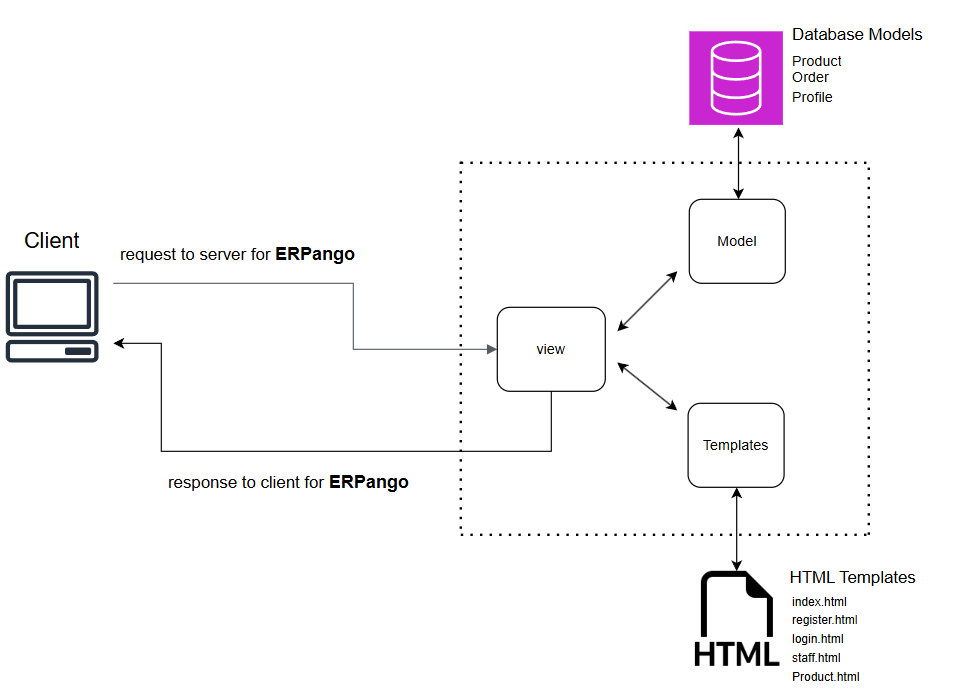 Database Models
Product
Order
Profile
Model
Client
request to server for ERPango
view
Templates
response to client for ERPango
HTML Templates
index.html
register.html
login.html
staff.html
Product.html
HTML